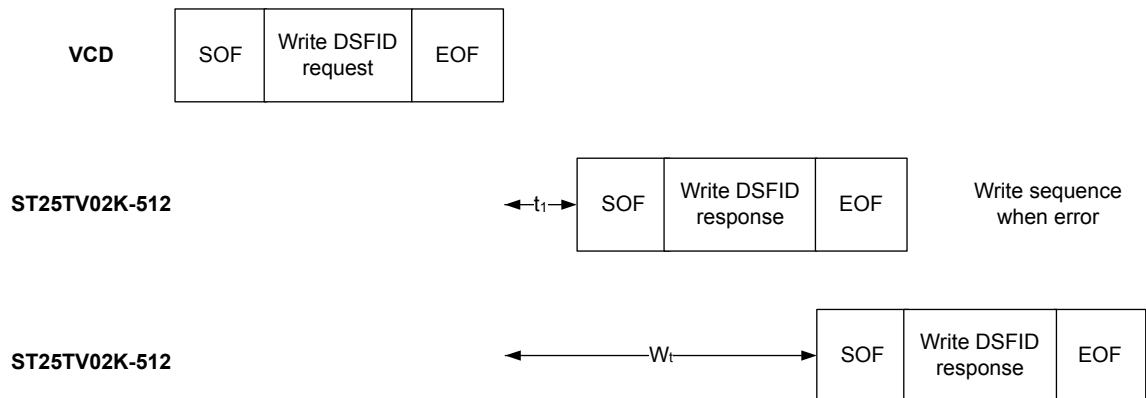 VCD
SOF
Write DSFID
request
EOF
ST25TV02K-512
t1
SOF
Write DSFID
response
EOF
Write sequence
when error
ST25TV02K-512
Wt
SOF
Write DSFID
response
EOF